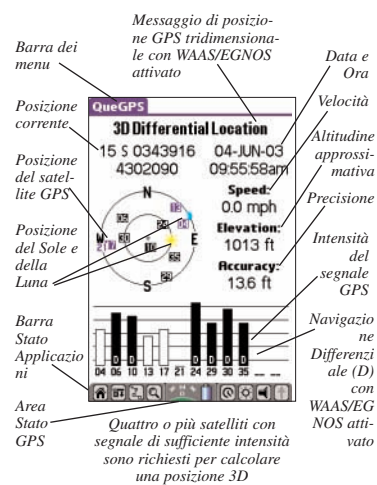 Messaggio di posizio-
ne GPS tridimensiona-
le con WAAS/EGNOS
attivato
Barra dei
menu
Posizione
corrente
Posizione
del satel-
lite GPS
Posizione
del Sole e
della
Luna
Barra
Stato
Applicazio
ni
Area
Stato
GPS
QueGPS
3D Differential Location
15 S 0343916 04-JUN-03
4302090 09:55:58am
N
W
E
S
Speed:
0.0 mph
Elevation:
1013 ft
Accuracy:
13.6 ft
D D D D D D
04 06 10 13 17 21 24 29 30 35
Data e
Ora
Velocità
Altitudine
approssi-
mativa
Precisione
Intensità
del
segnale
GPS
Navigazio
ne
Differenzi
ale (D)
con
WAAS/EG
NOS atti-
vato
Quattro o più satelliti con
segnale di sufficiente intensità
sono richiesti per calcolare
una posizione 3D